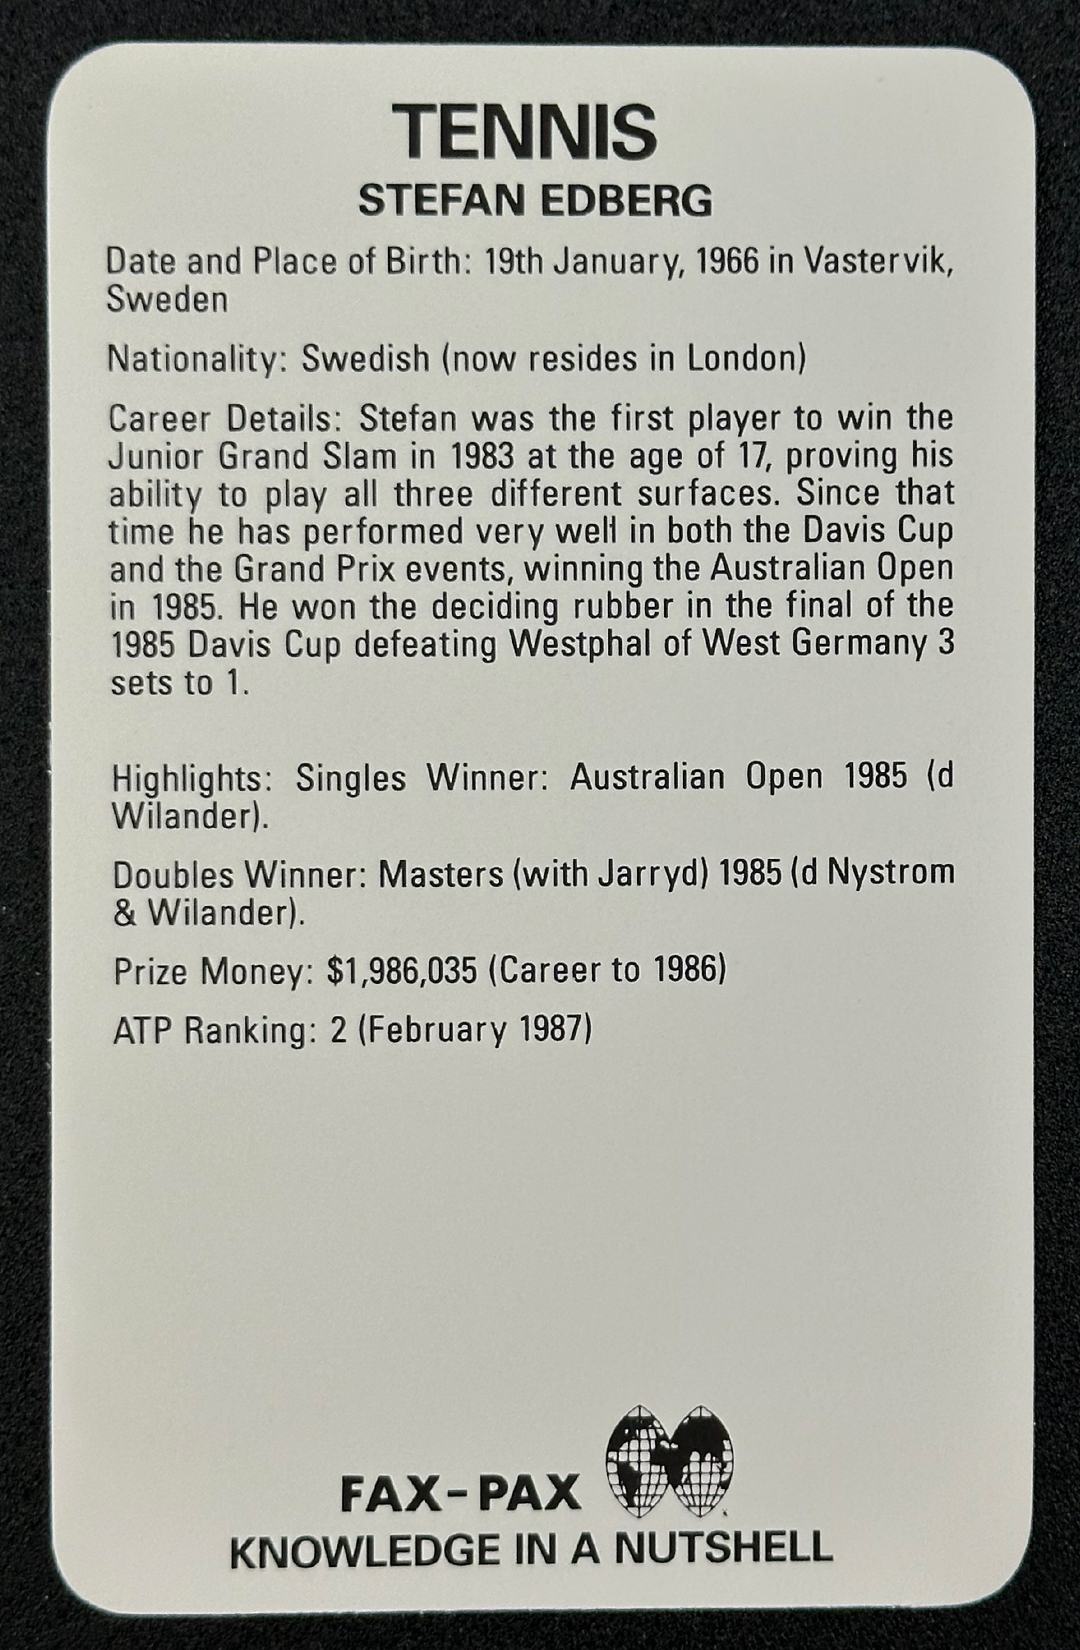 TENNIS
STEFAN EDBERG
Date and Place of Birth: 19th January, 1966 in Vastervik,
Sweden
Nationality: Swedish (now resides in London)
Career Details: Stefan was the first player to win the
Junior Grand Slam in 1983 at the age of 17, proving his
ability to play all three different surfaces. Since that
time he has performed very well in both the Davis Cup
and the Grand Prix events, winning the Australian Open
in 1985. He won the deciding rubber in the final of the
1985 Davis Cup defeating Westphal of West Germany 3
sets to 1.
Highlights: Singles Winner: Australian Open 1985 (d
Wilander).
Doubles Winner: Masters (with Jarryd) 1985 (d Nystrom
& Wilander).
Prize Money: $1,986,035 (Career to 1986)
ATP Ranking: 2 (February 1987)
FAX-PAX
KNOWLEDGE IN A NUTSHELL